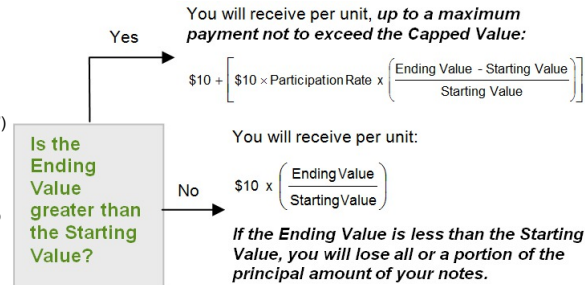 You will receive per unit, up to a maximum
payment not to exceed the Capped Value:
Yes
$10 + [ $10 × Participation Rate x ( Ending Value - Starting Value / Starting Value ) ]
)
Is the
Ending
Value
greater than
the Starting
Value?
You will receive per unit:
No
$10 x ( Ending Value / Starting Value )
If the Ending Value is less than the Starting
Value, you will lose all or a portion of the
principal amount of your notes.